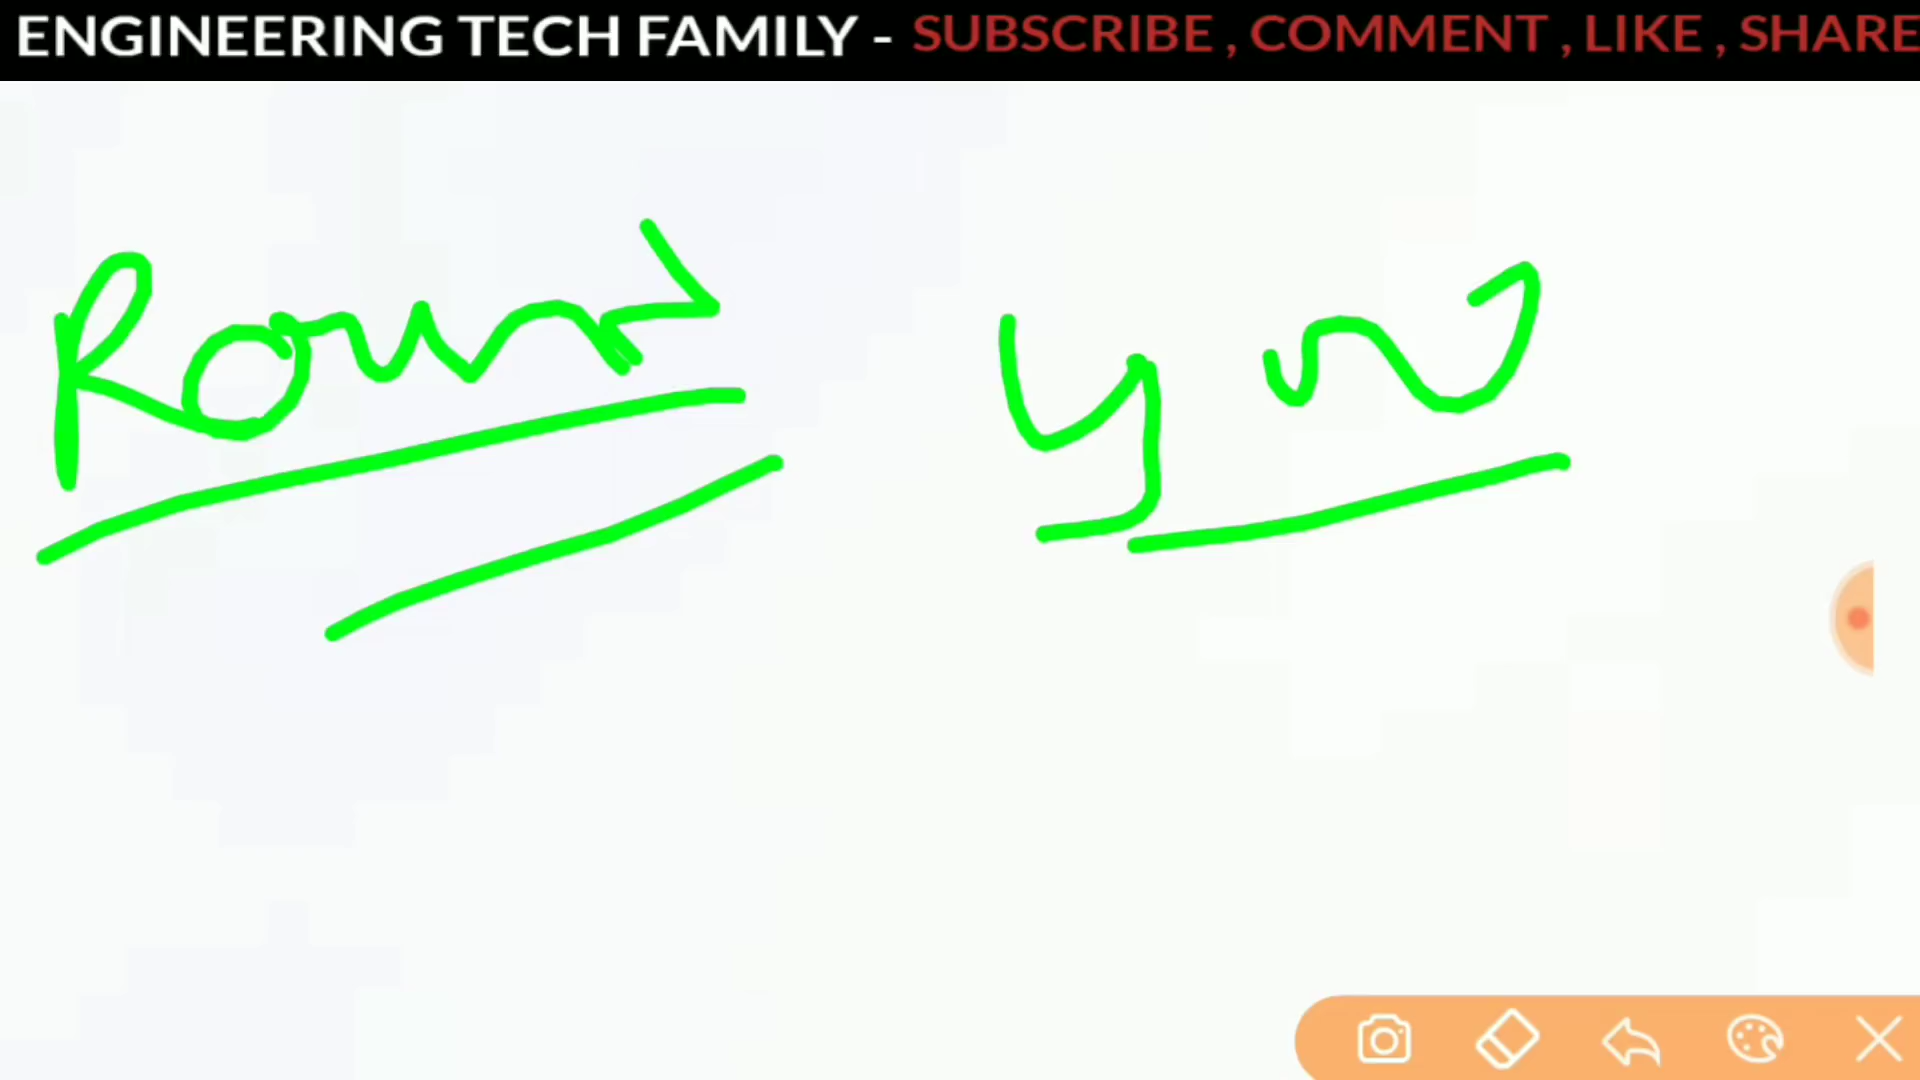 ENGINEERING TECH FAMILY - SUBSCRIBE , COMMENT , LIKE , SHARE
Round